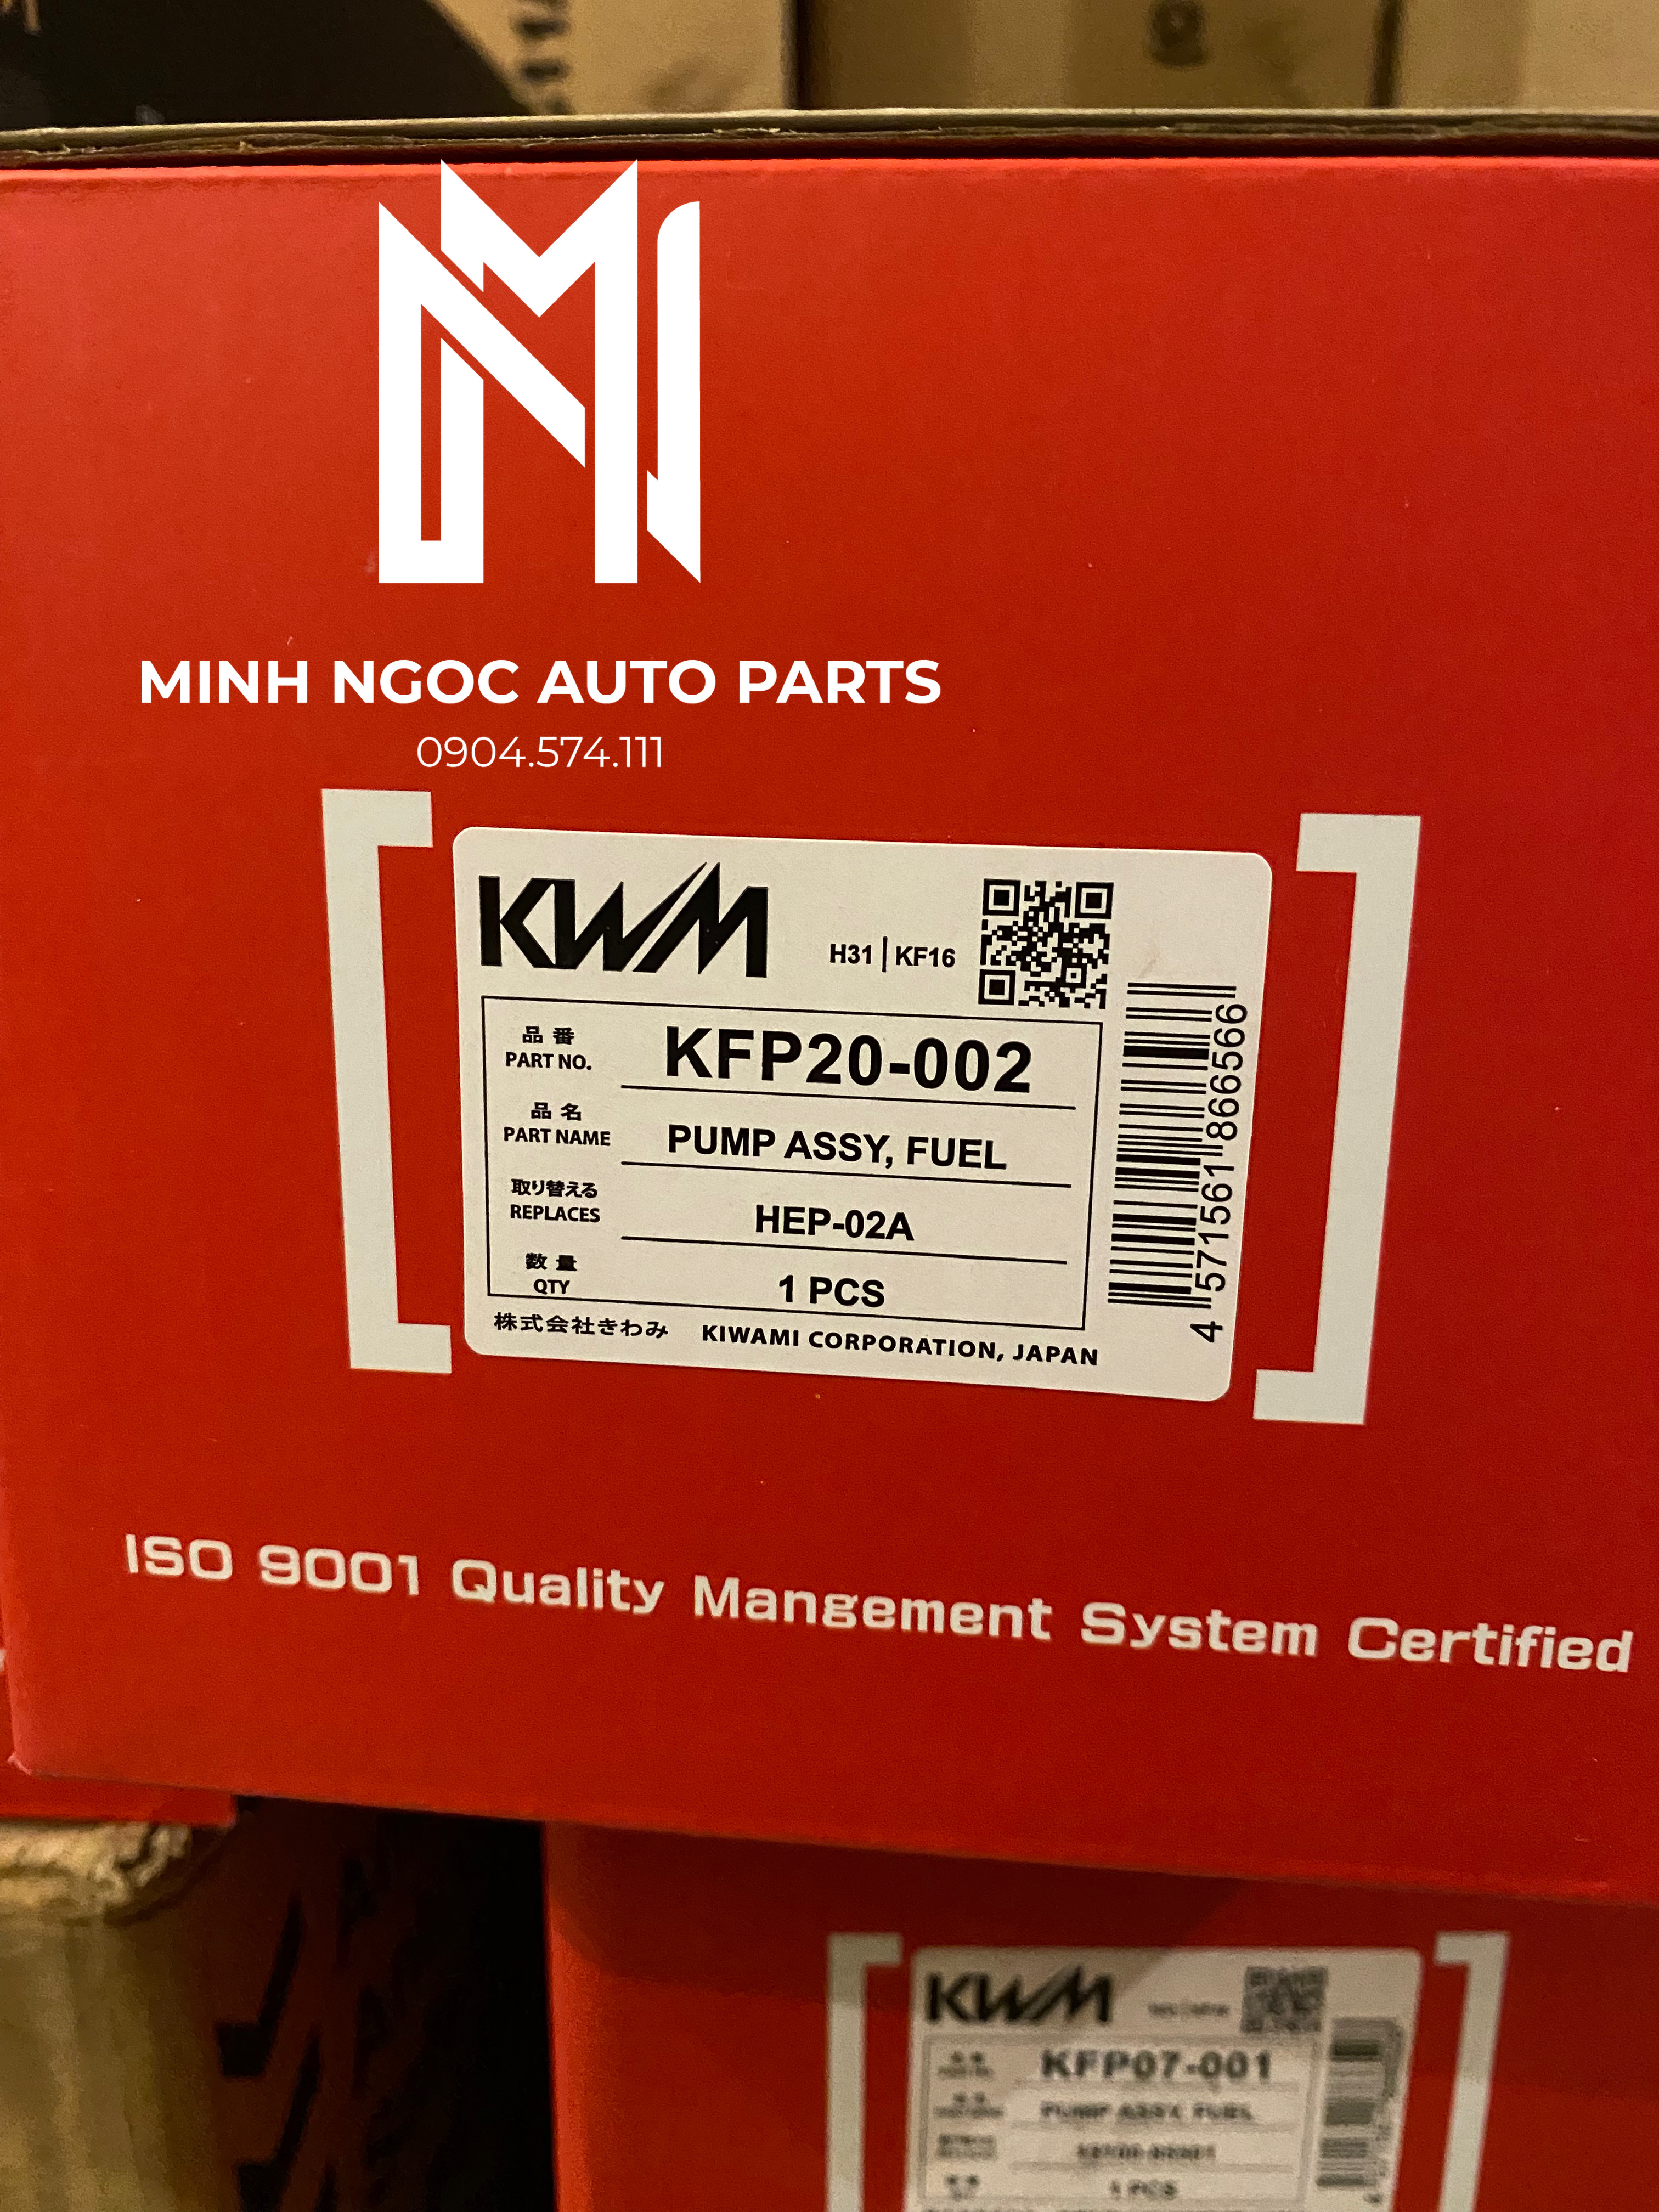 MINH NGOC AUTO PARTS
0904.574.111
KWM
H31 | KF16
品番
PART NO.
KFP20-002
品名
PART NAME
PUMP ASSY, FUEL
取り替える
REPLACES
HEP-02A
数量
QTY
1 PCS
株式会社きわみ KIWAMI CORPORATION, JAPAN
4 571561 866566
ISO 9001 Quality Mangement System Certified
KWM
KFP07-001
PUMP ASSY, FUEL
1 PCS